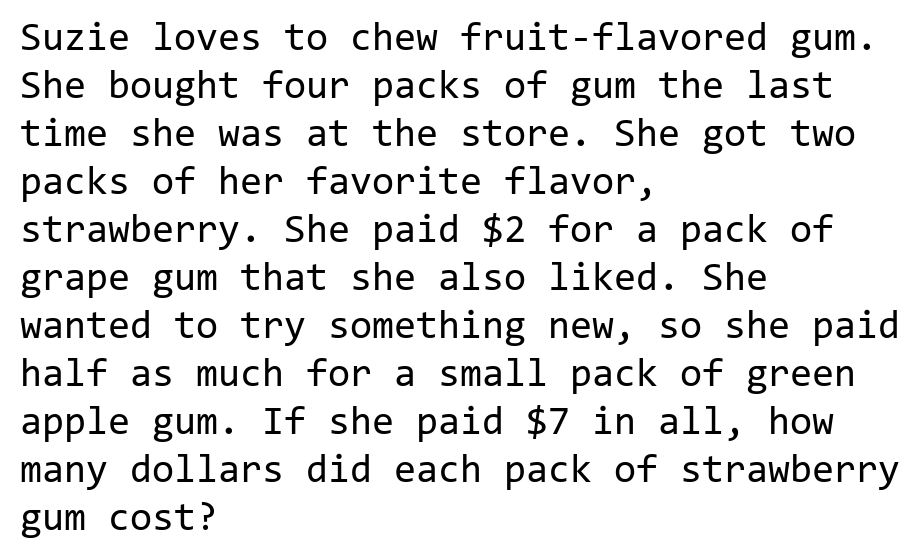 Suzie loves to chew fruit-flavored gum.
She bought four packs of gum the last
time she was at the store. She got two
packs of her favorite flavor,
strawberry. She paid $2 for a pack of
grape gum that she also liked. She
wanted to try something new, so she paid
half as much for a small pack of green
apple gum. If she paid $7 in all, how
many dollars did each pack of strawberry
gum cost?